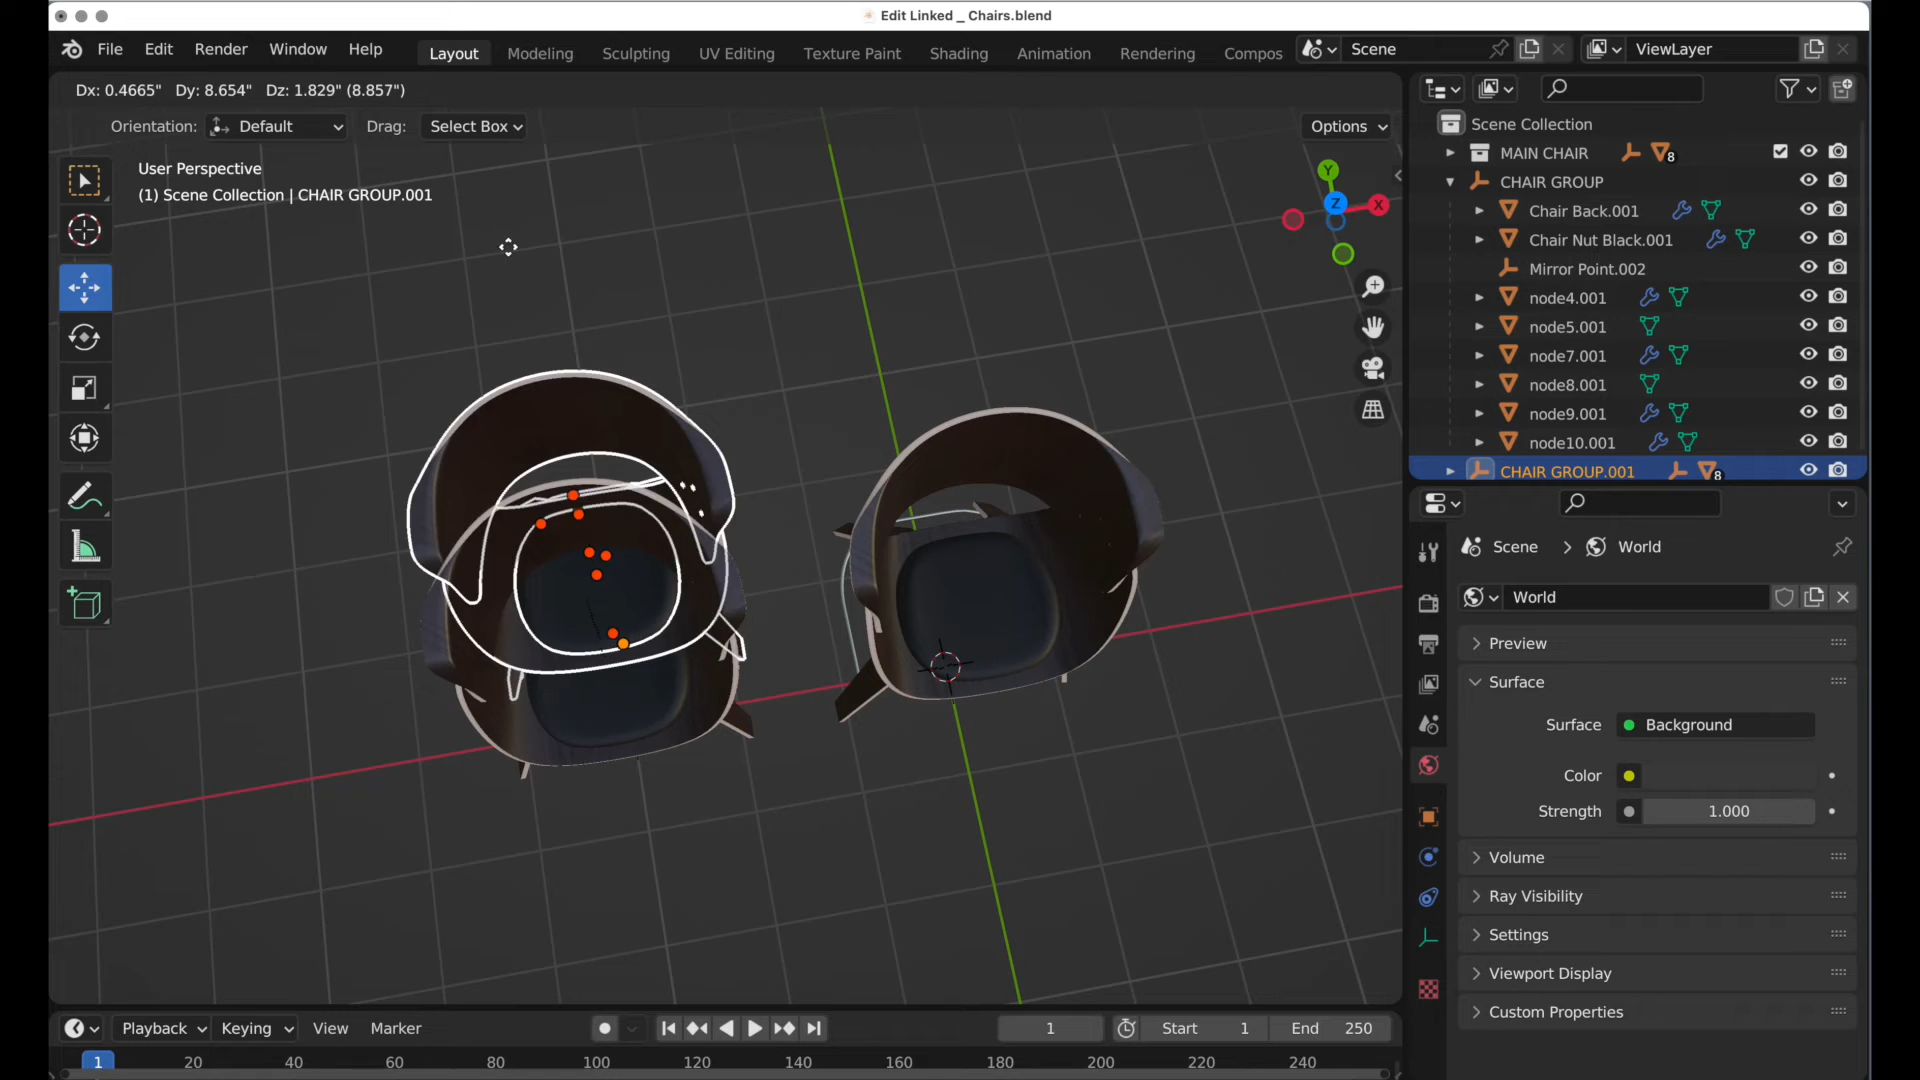 Edit Linked _ Chairs.blend
File Edit Render Window Help Layout Modeling Sculpting UV Editing Texture Paint Shading Animation Rendering Compos Scene ViewLayer
Dx: 0.4665" Dy: 8.654" Dz: 1.829" (8.857")
Orientation: Default Drag: Select Box Options
User Perspective
(1) Scene Collection | CHAIR GROUP.001
Y
Z X
Scene Collection
MAIN CHAIR 8
CHAIR GROUP
Chair Back.001
Chair Nut Black.001
Mirror Point.002
node4.001
node5.001
node7.001
node8.001
node9.001
node10.001
CHAIR GROUP.001 8
Scene > World
World
Preview
Surface
Surface Background
Color
Strength 1.000
Volume
Ray Visibility
Settings
Viewport Display
Custom Properties
Playback Keying View Marker 1 Start 1 End 250
1 20 40 60 80 100 120 140 160 180 200 220 240